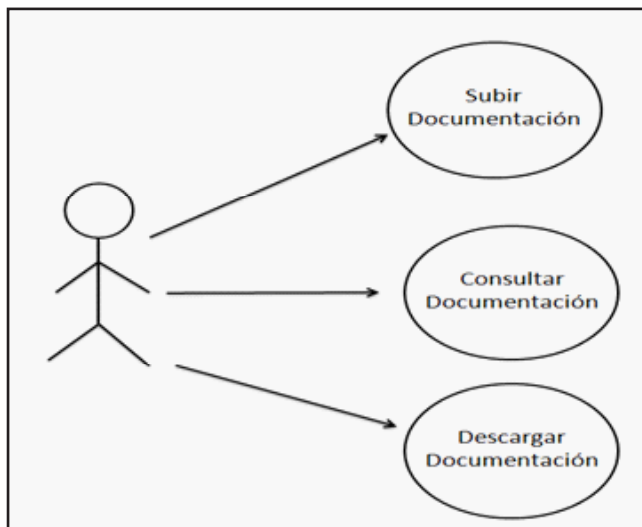 Subir
Documentación
Consultar
Documentación
Descargar
Documentación